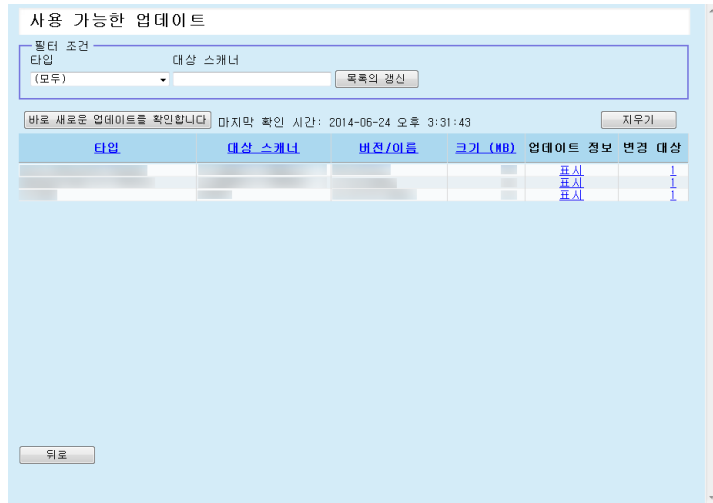 사용 가능한 업데이트
필터 조건
타입 대상 스캐너
(모두) 목록의 갱신
바로 새로운 업데이트를 확인합니다 마지막 확인 시간: 2014-06-24 오후 3:31:43 지우기
타입 대상 스캐너 버전/이름 크기 (MB) 업데이트 정보 변경 대상
표시 1
표시 1
표시 1
뒤로